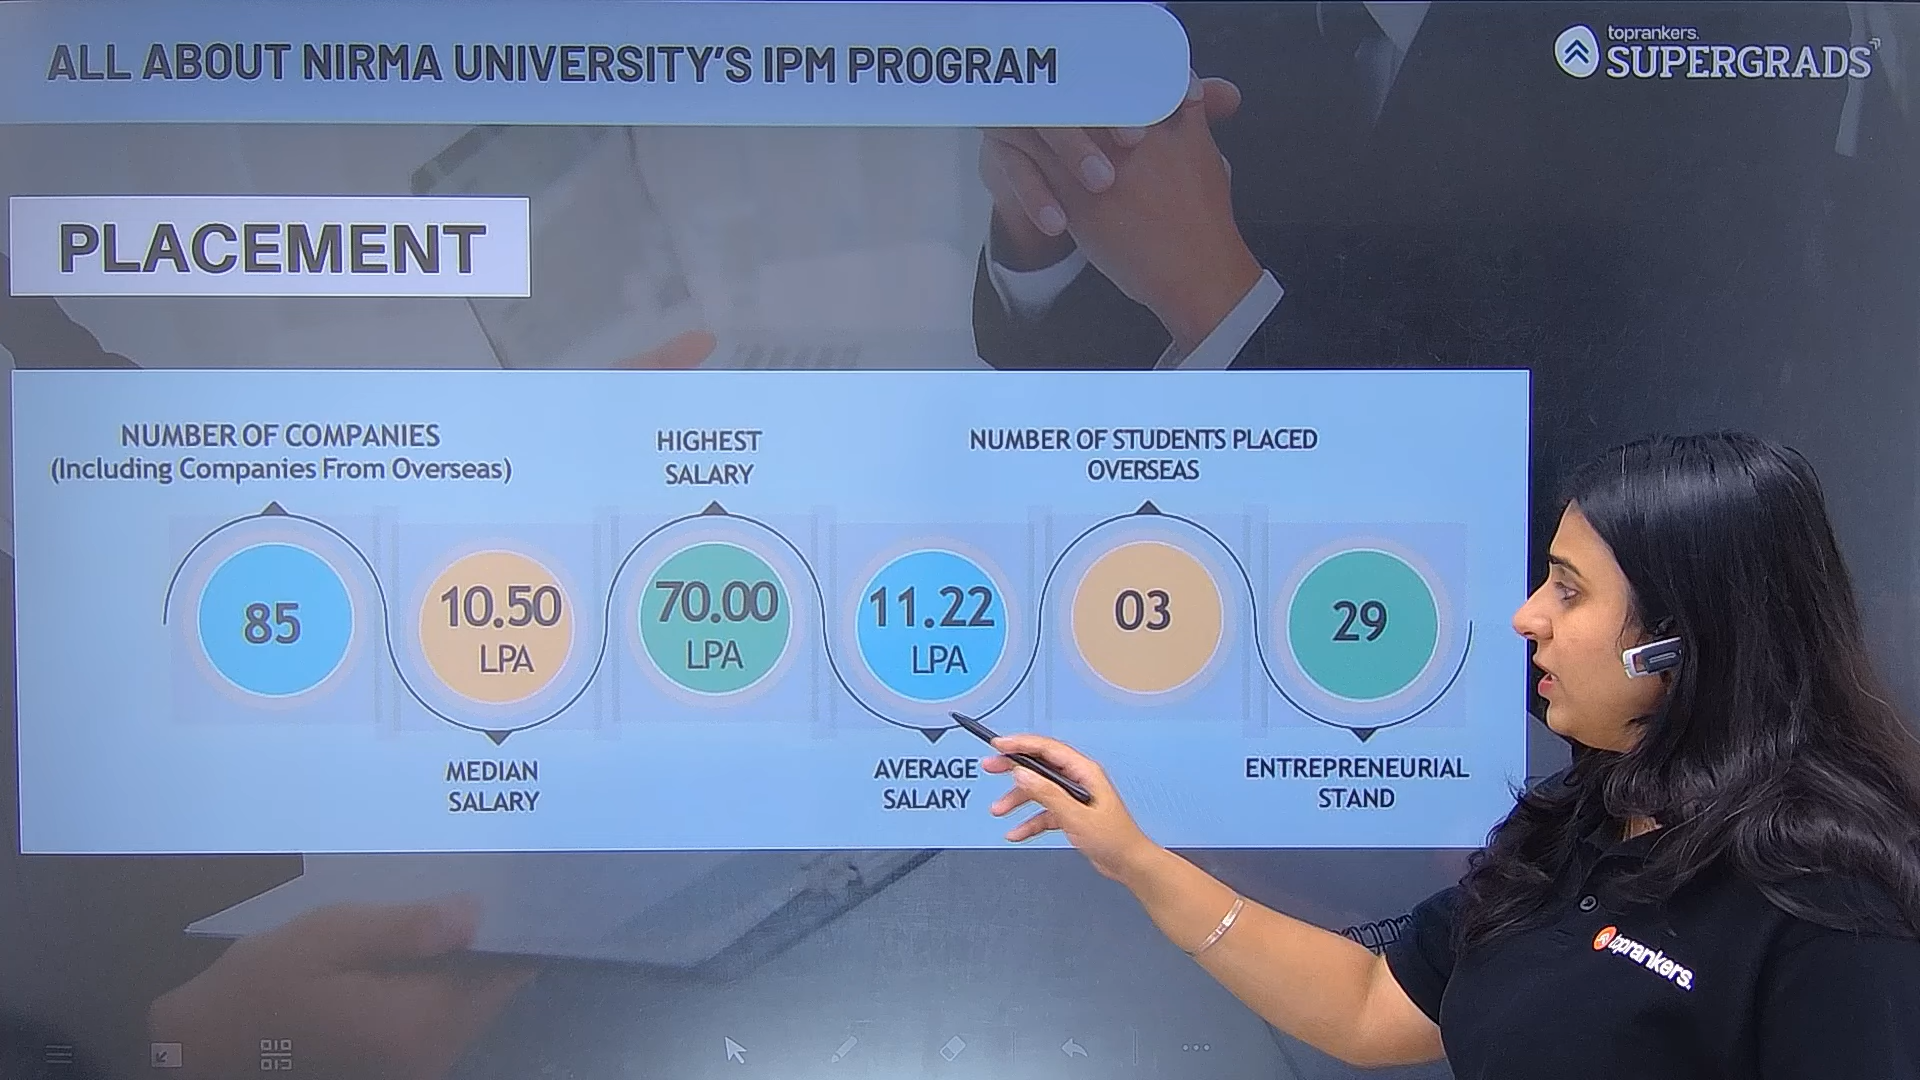 ALL ABOUT NIRMA UNIVERSITY'S IPM PROGRAM
toprankers.
SUPERGRADS
PLACEMENT
NUMBER OF COMPANIES
(Including Companies From Overseas)
85
10.50
LPA
MEDIAN
SALARY
HIGHEST
SALARY
70.00
LPA
11.22
LPA
AVERAGE
SALARY
NUMBER OF STUDENTS PLACED
OVERSEAS
03
29
ENTREPRENEURIAL
STAND
toprankers.